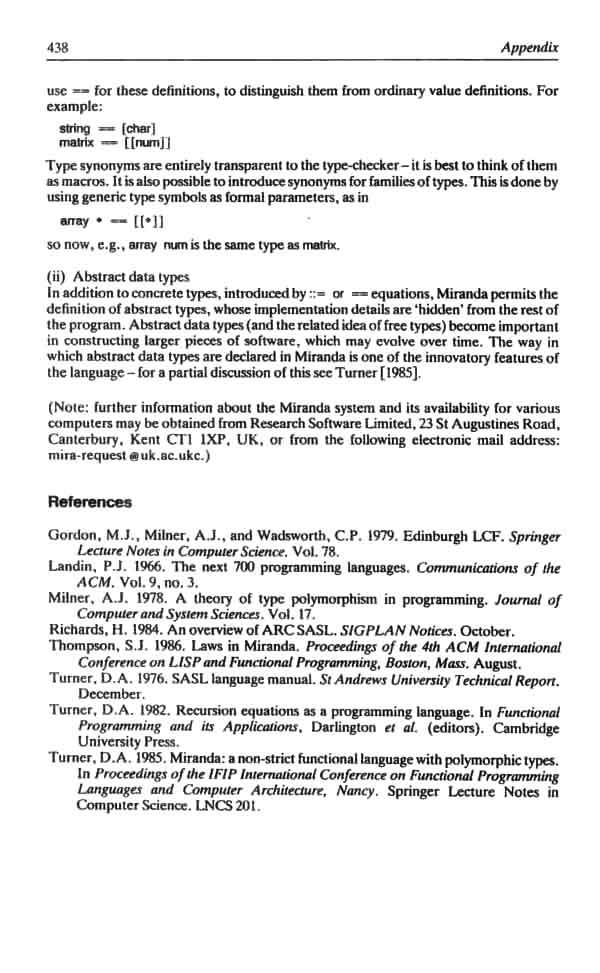 438 Appendix
use == for these definitions, to distinguish them from ordinary value definitions. For
example:
string == [char]
matrix == [[num]]
Type synonyms are entirely transparent to the type-checker – it is best to think of them
as macros. It is also possible to introduce synonyms for families of types. This is done by
using generic type symbols as formal parameters, as in
array * == [[*]]
so now, e.g., array num is the same type as matrix.
(ii) Abstract data types
In addition to concrete types, introduced by ::= or == equations, Miranda permits the
definition of abstract types, whose implementation details are 'hidden' from the rest of
the program. Abstract data types (and the related idea of free types) become important
in constructing larger pieces of software, which may evolve over time. The way in
which abstract data types are declared in Miranda is one of the innovatory features of
the language – for a partial discussion of this see Turner [1985].
(Note: further information about the Miranda system and its availability for various
computers may be obtained from Research Software Limited, 23 St Augustines Road,
Canterbury, Kent CT1 1XP, UK, or from the following electronic mail address:
mira-request@uk.ac.ukc.)
References
Gordon, M.J., Milner, A.J., and Wadsworth, C.P. 1979. Edinburgh LCF. Springer
Lecture Notes in Computer Science. Vol. 78.
Landin, P.J. 1966. The next 700 programming languages. Communications of the
ACM. Vol. 9, no. 3.
Milner, A.J. 1978. A theory of type polymorphism in programming. Journal of
Computer and System Sciences. Vol. 17.
Richards, H. 1984. An overview of ARC SASL. SIGPLAN Notices. October.
Thompson, S.J. 1986. Laws in Miranda. Proceedings of the 4th ACM International
Conference on LISP and Functional Programming, Boston, Mass. August.
Turner, D.A. 1976. SASL language manual. St Andrews University Technical Report.
December.
Turner, D.A. 1982. Recursion equations as a programming language. In Functional
Programming and its Applications, Darlington et al. (editors). Cambridge
University Press.
Turner, D.A. 1985. Miranda: a non-strict functional language with polymorphic types.
In Proceedings of the IFIP International Conference on Functional Programming
Languages and Computer Architecture, Nancy. Springer Lecture Notes in
Computer Science. LNCS 201.